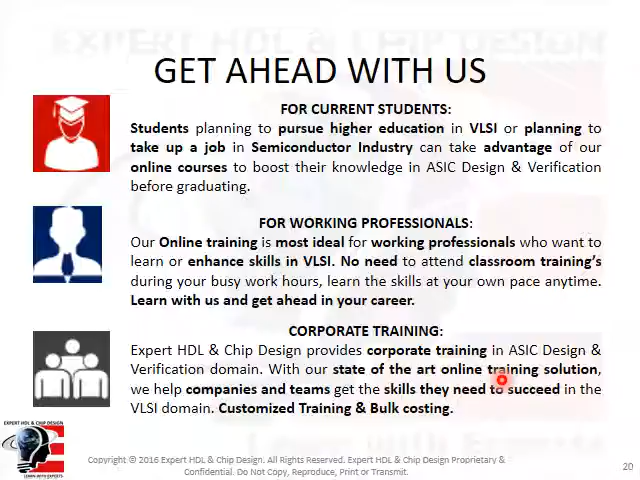 GET AHEAD WITH US
FOR CURRENT STUDENTS:
Students planning to pursue higher education in VLSI or planning to
take up a job in Semiconductor Industry can take advantage of our
online courses to boost their knowledge in ASIC Design & Verification
before graduating.
FOR WORKING PROFESSIONALS:
Our Online training is most ideal for working professionals who want to
learn or enhance skills in VLSI. No need to attend classroom training's
during your busy work hours, learn the skills at your own pace anytime.
Learn with us and get ahead in your career.
CORPORATE TRAINING:
Expert HDL & Chip Design provides corporate training in ASIC Design &
Verification domain. With our state of the art online training solution,
we help companies and teams get the skills they need to succeed in the
VLSI domain. Customized Training & Bulk costing.
EXPERT HDL & CHIP DESIGN
LEARN WITH EXPERTS
Copyright © 2016 Expert HDL & Chip Design. All Rights Reserved. Expert HDL & Chip Design Proprietary &
Confidential. Do Not Copy, Reproduce, Print or Transmit.
20